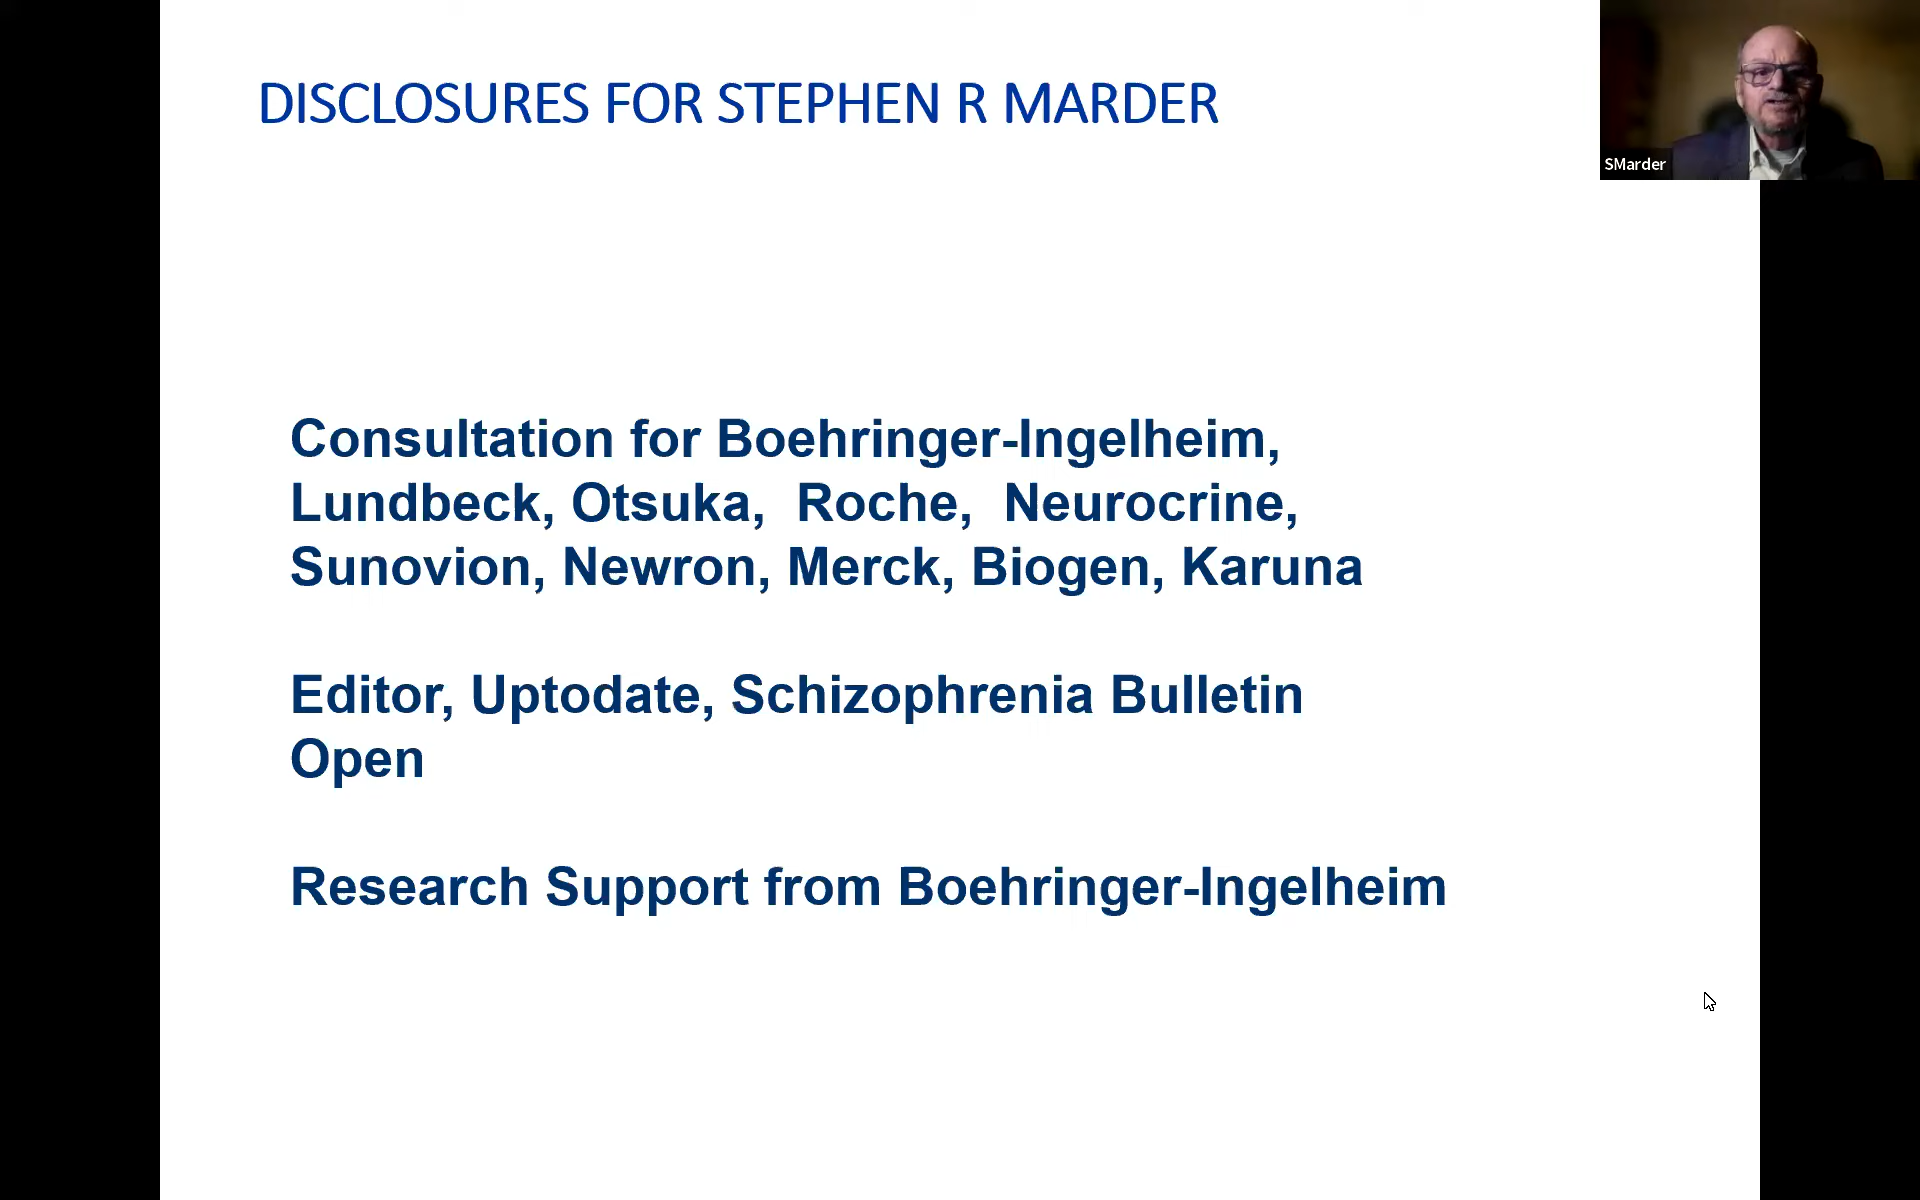 DISCLOSURES FOR STEPHEN R MARDER
SMarder
Consultation for Boehringer-Ingelheim,
Lundbeck, Otsuka,  Roche,  Neurocrine,
Sunovion, Newron, Merck, Biogen, Karuna
Editor, Uptodate, Schizophrenia Bulletin
Open
Research Support from Boehringer-Ingelheim